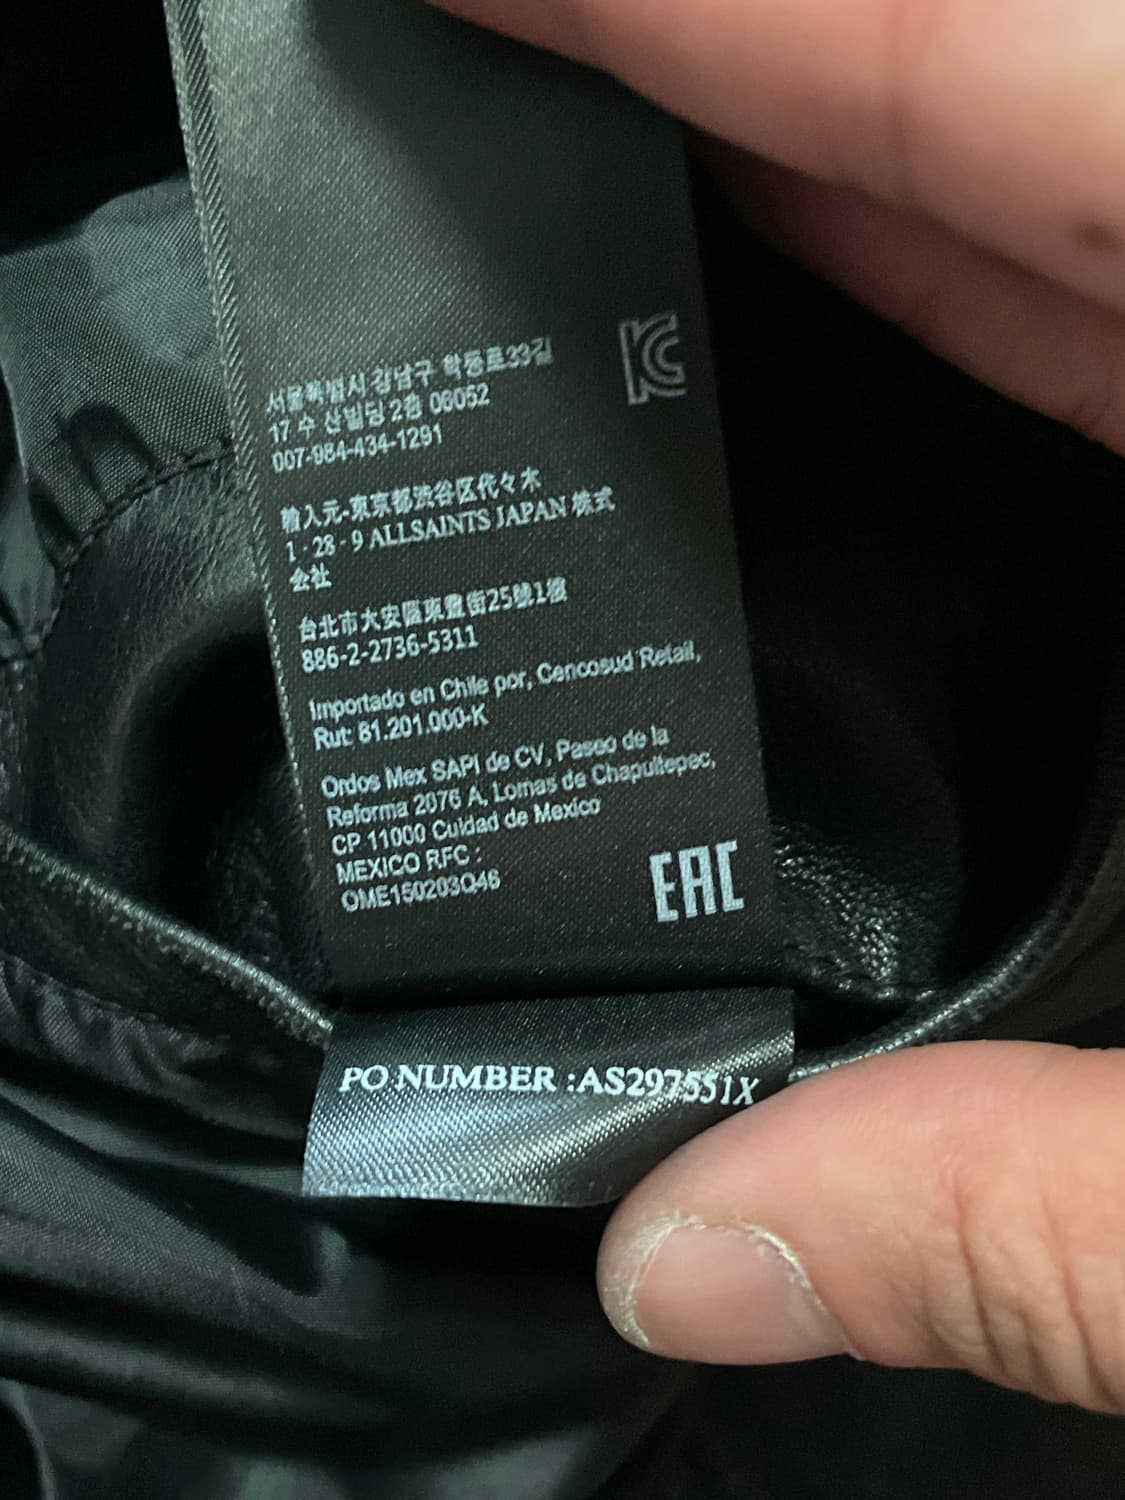 서울특별시 강남구 학동로33길
17 수 산빌딩 2층 06052
007-984-434-1291
KC
輸入元-東京都渋谷区代々木
1 - 28 - 9 ALLSAINTS JAPAN 株式
会社
台北市大安區東豐街25號1樓
886-2-2736-5311
Importado en Chile por, Cencosud Retail,
Rut: 81.201.000-K
Ordos Mex SAPI de CV, Paseo de la
Reforma 2076 A, Lomas de Chapultepec,
CP 11000 Cuidad de Mexico
MEXICO RFC :
OME150203Q46
EAC
PO NUMBER :AS297551X